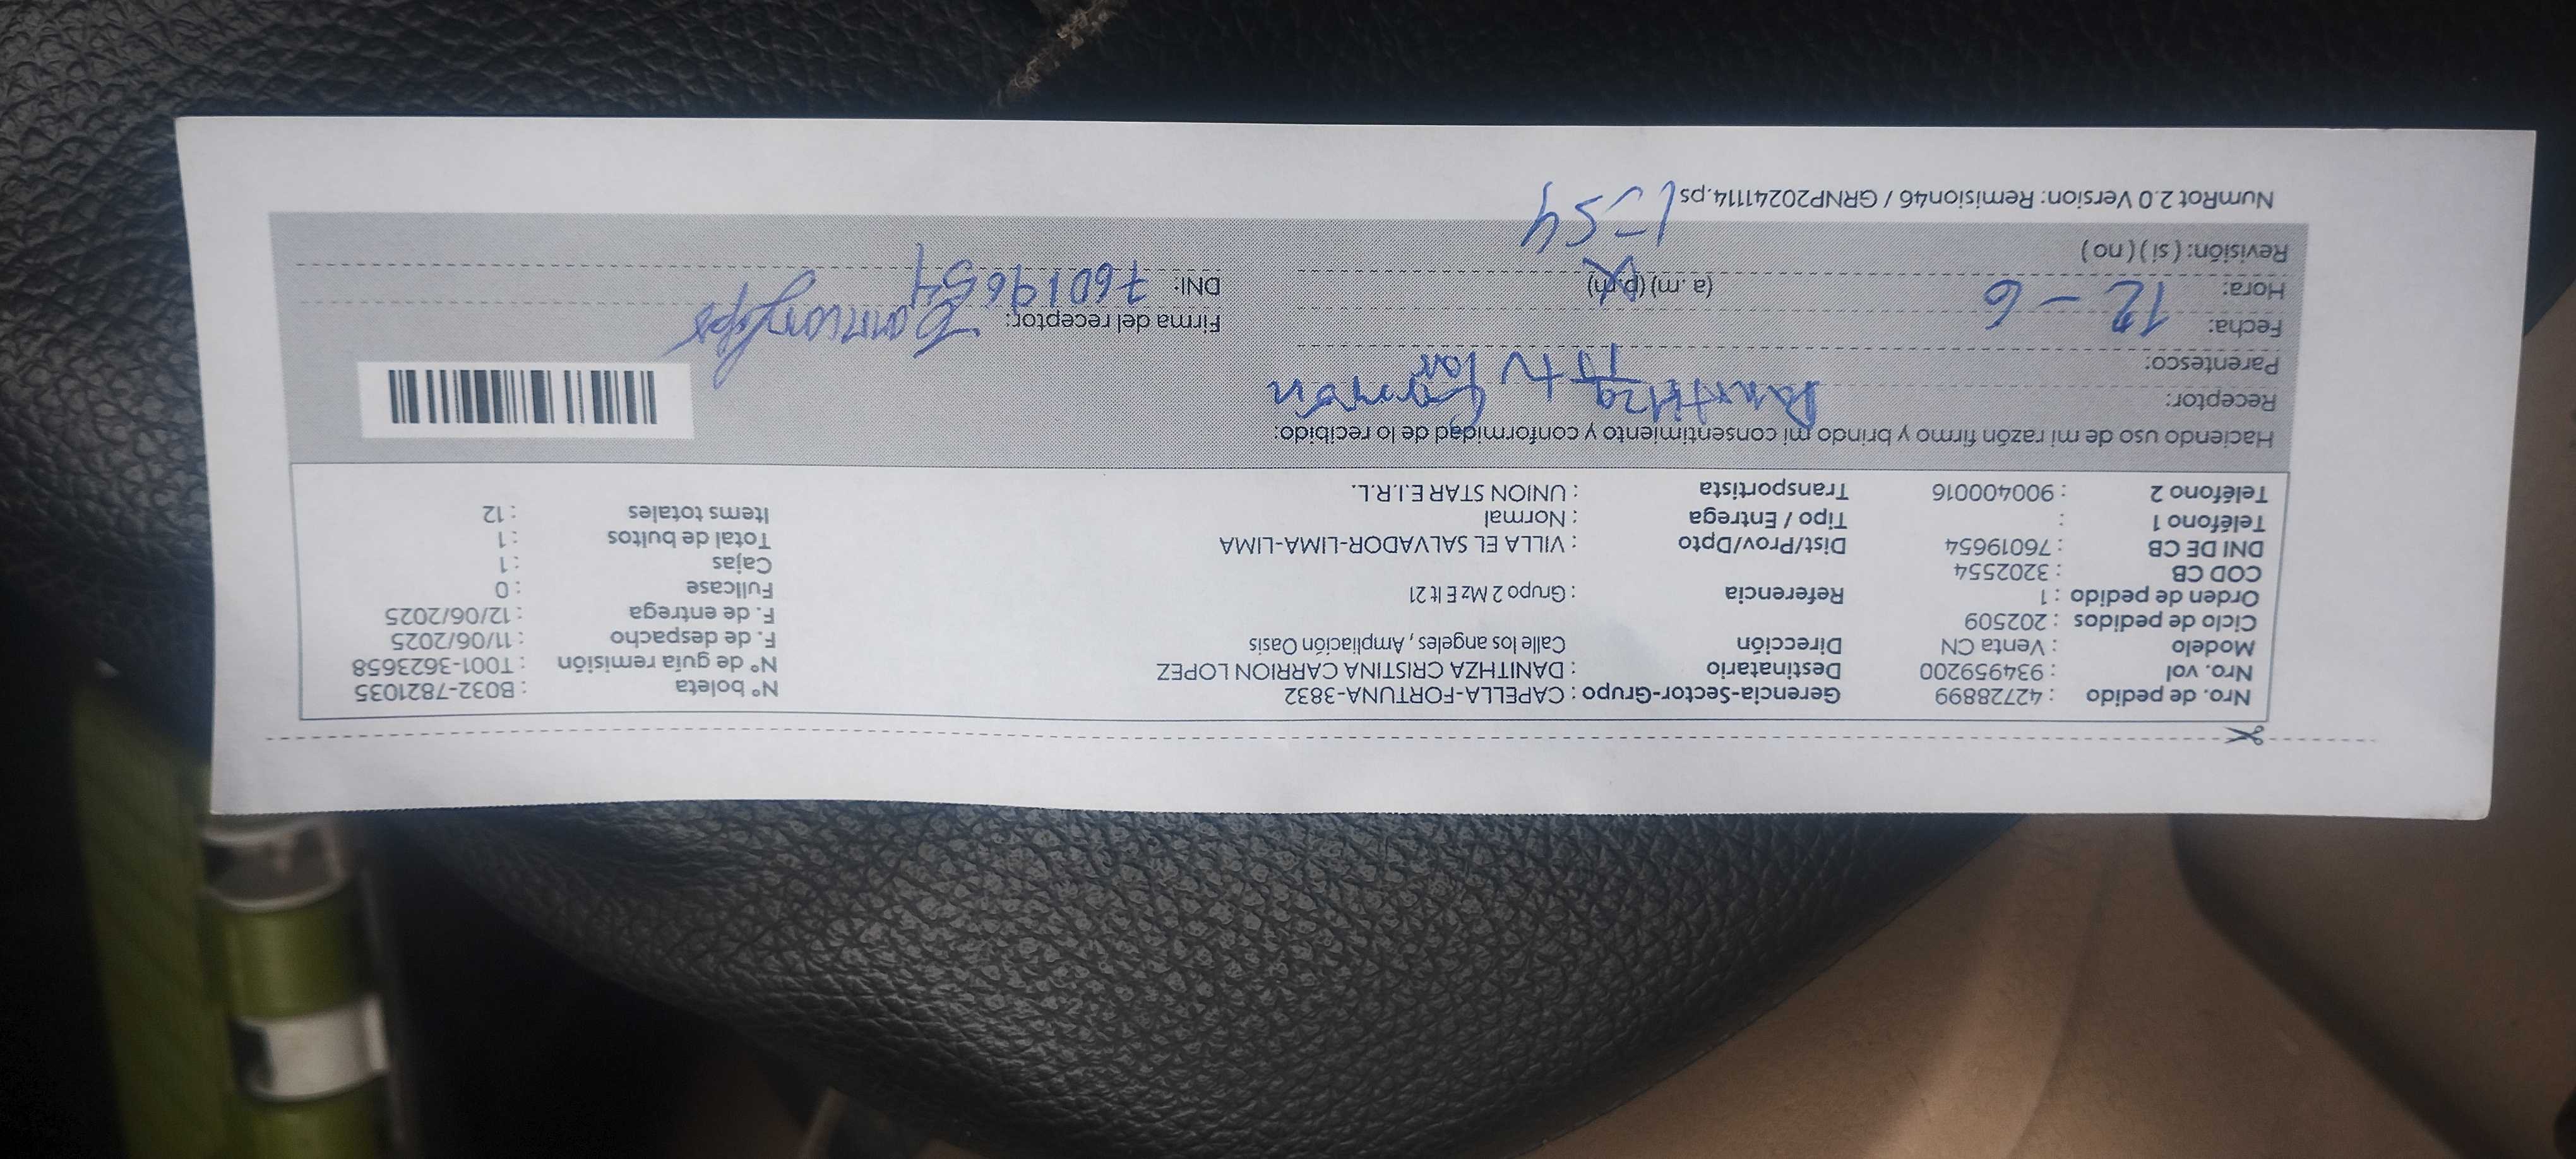 Nro. de pedido : 42728899 Gerencia-Sector-Grupo : CAPELLA-FORTUNA-3832 N° boleta : B032-7821035
Nro. vol : 934959200 Destinatario : DANITHZA CRISTINA CARRION LOPEZ N° de guía remisión : T001-3623658
Modelo : Venta CN Dirección Calle los angeles , Ampliación Oasis F. de despacho : 11/06/2025
Ciclo de pedidos : 202509 F. de entrega : 12/06/2025
Orden de pedido : 1 Referencia : Grupo 2 Mz E lt 21 Fullcase : 0
COD CB : 3202554 Cajas : 1
DNI DE CB : 76019654 Dist/Prov/Dpto : VILLA EL SALVADOR-LIMA-LIMA Total de bultos : 1
Teléfono 1 : Tipo / Entrega : Normal Items totales : 12
Teléfono 2 : 900400016 Transportista : UNION STAR E.I.R.L.
Haciendo uso de mi razón firmo y brindo mi consentimiento y conformidad de lo recibido:
Receptor: Danithza Carrión
Parentesco: Titular
Fecha: 12-6 Firma del receptor:
Hora: (a. m) (p.m) DNI: 76019654
Revisión: ( si ) ( no ) 1-54
NumRot 2.0 Version: Remision46 / GRNP20241114.ps